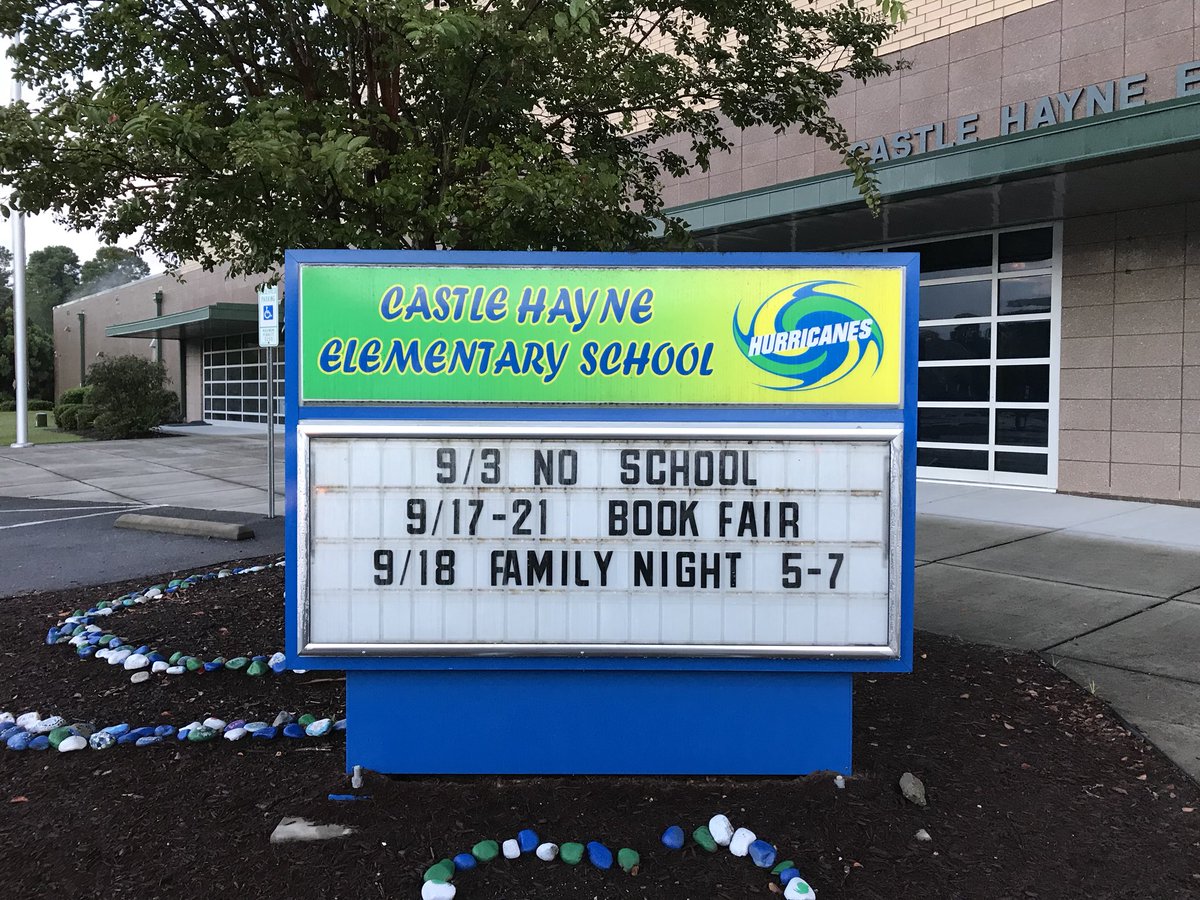 CASTLE HAYNE E
PARKING
CASTLE HAYNE
ELEMENTARY SCHOOL
HURRICANES
9/3 NO SCHOOL
9/17-21 BOOK FAIR
9/18 FAMILY NIGHT 5-7